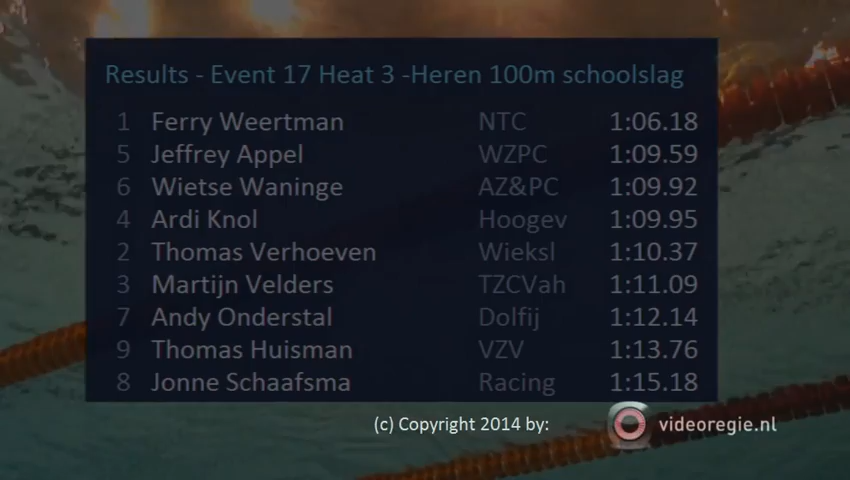 Results - Event 17 Heat 3 -Heren 100m schoolslag
1 Ferry Weertman NTC 1:06.18
5 Jeffrey Appel WZPC 1:09.59
6 Wietse Waninge AZ&PC 1:09.92
4 Ardi Knol Hoogev 1:09.95
2 Thomas Verhoeven Wieksl 1:10.37
3 Martijn Velders TZCVah 1:11.09
7 Andy Onderstal Dolfij 1:12.14
9 Thomas Huisman VZV 1:13.76
8 Jonne Schaafsma Racing 1:15.18
(c) Copyright 2014 by: videoregie.nl